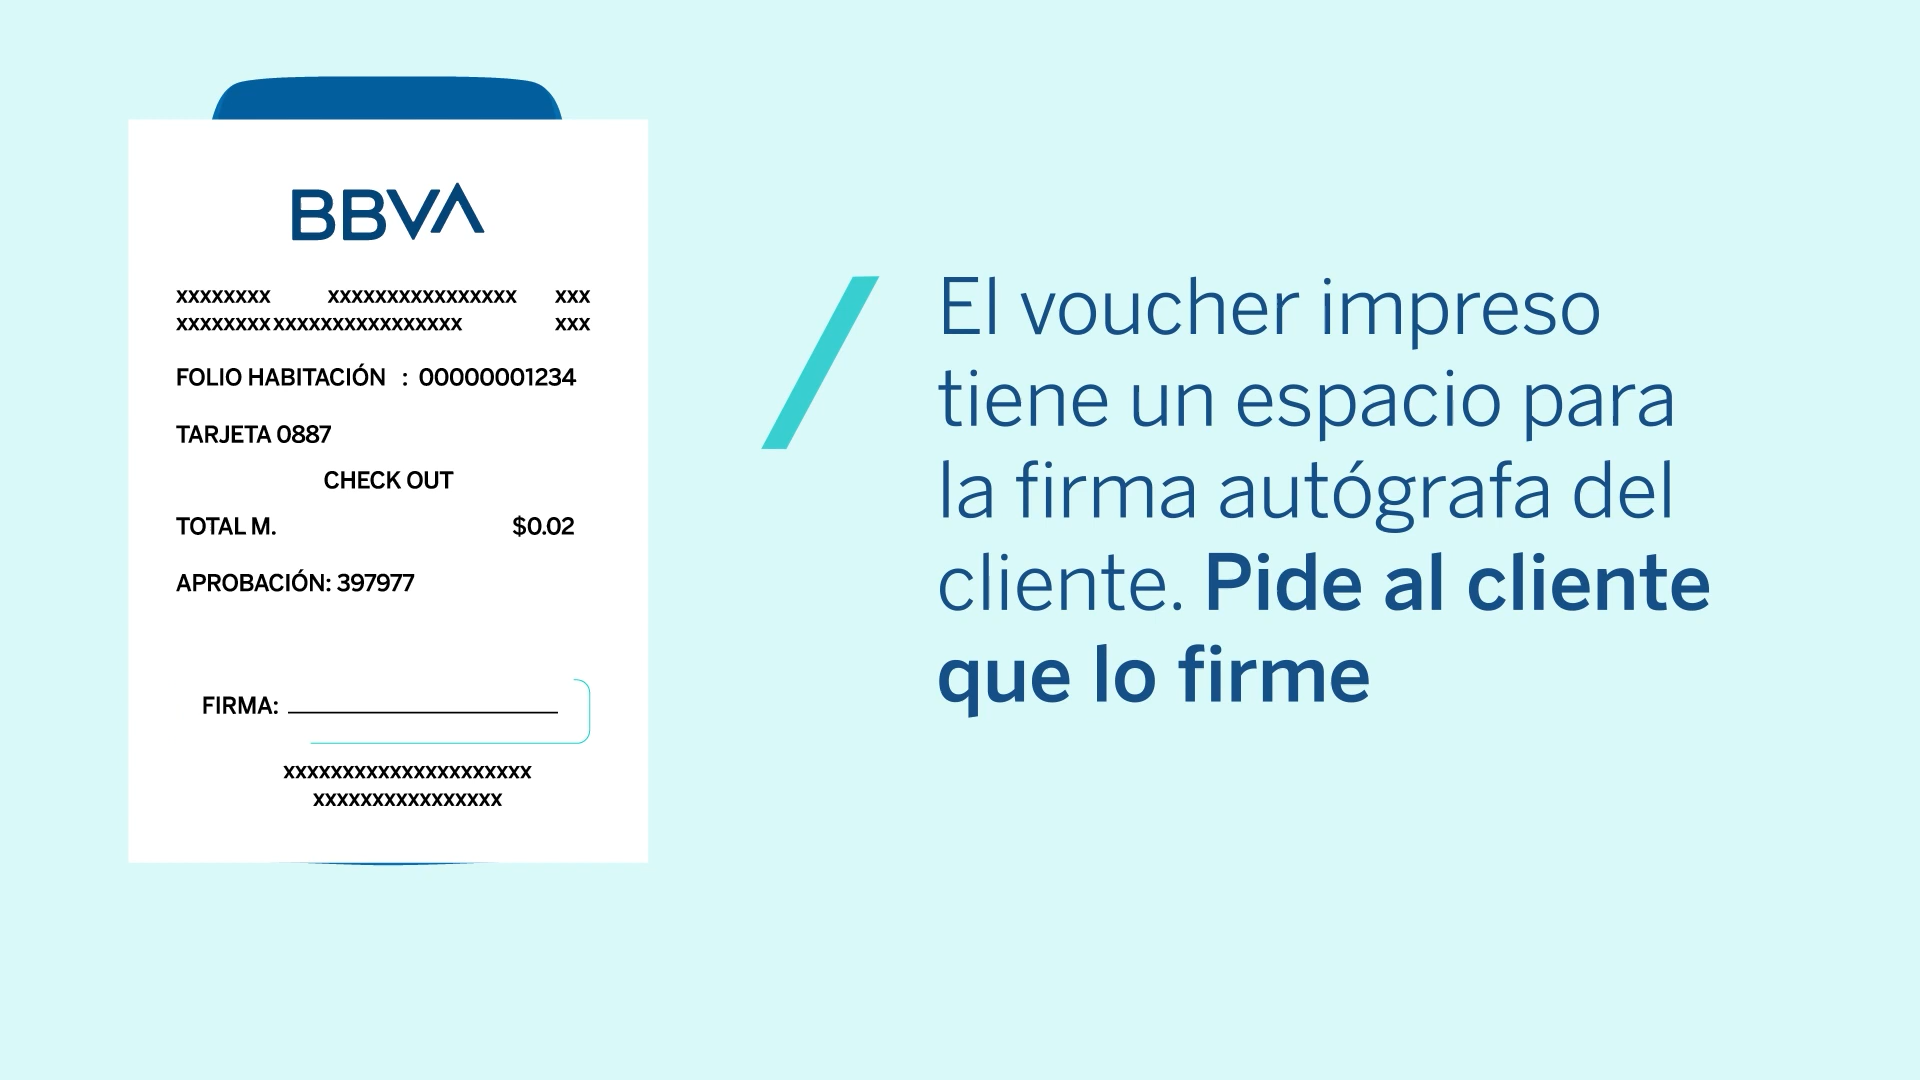 BBVA
xxxxxxxx xxxxxxxxxxxxxxxx xxx
xxxxxxxx xxxxxxxxxxxxxxxx xxx
FOLIO HABITACIÓN : 00000001234
TARJETA 0887
CHECK OUT
TOTAL M. $0.02
APROBACIÓN: 397977
FIRMA:
xxxxxxxxxxxxxxxxxxxxx
xxxxxxxxxxxxxxxx
El voucher impreso
tiene un espacio para
la firma autógrafa del
cliente. Pide al cliente
que lo firme